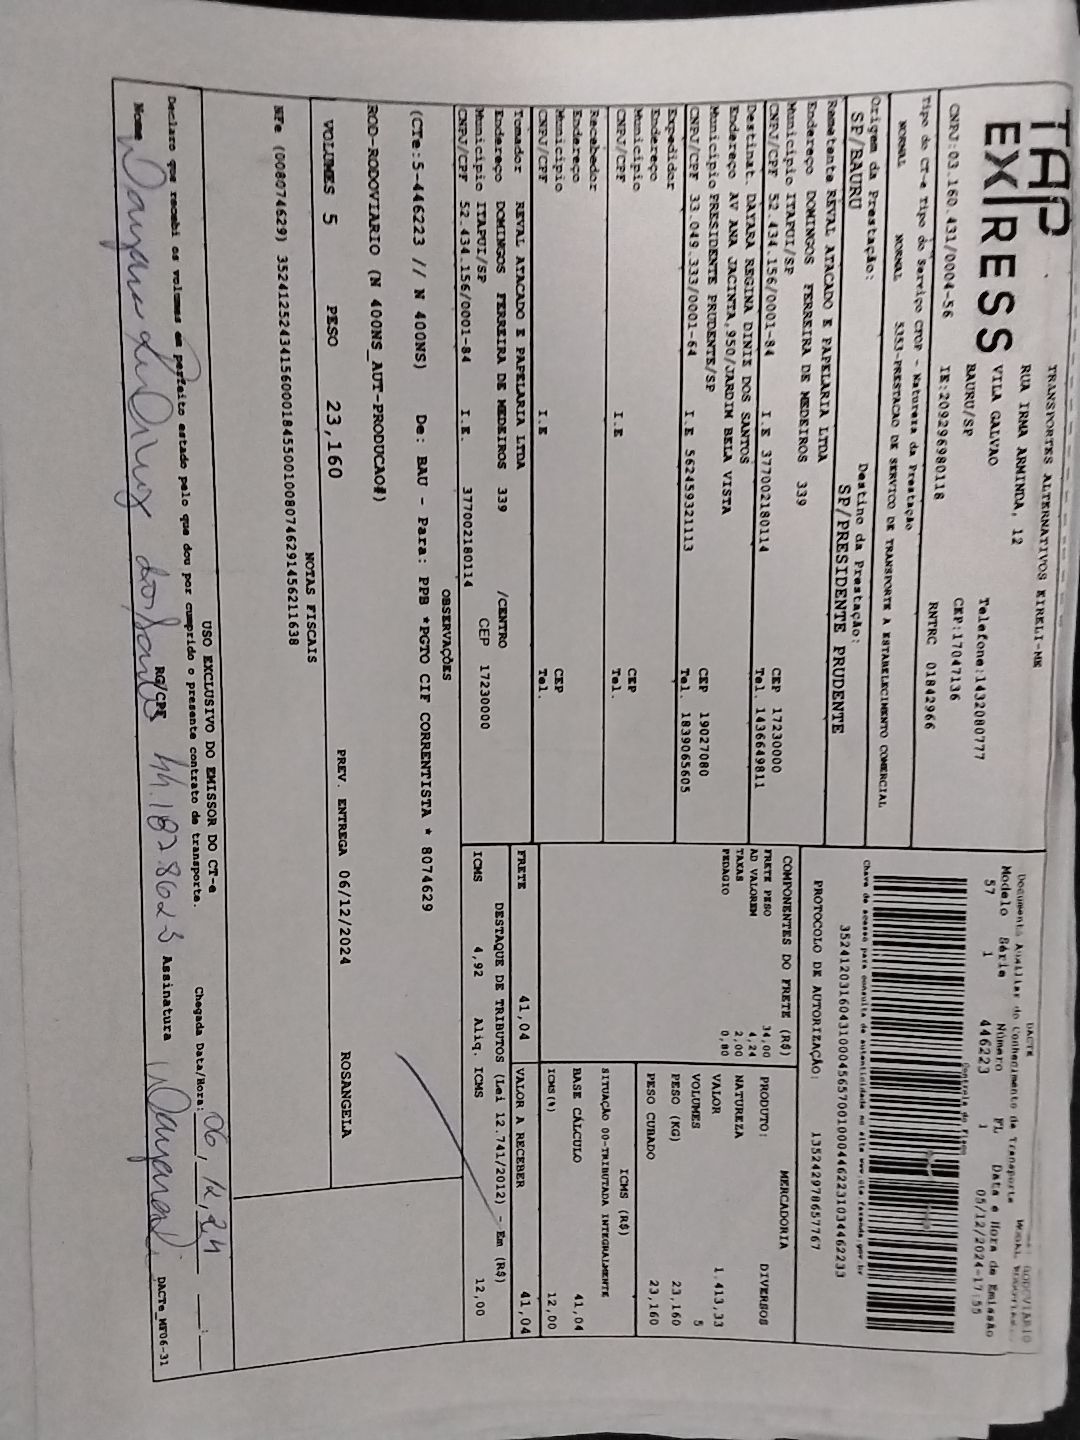 TAP
EXPRESS
TRANSPORTES ALTERNATIVOS EIRELI-ME
RUA IRMA ARMINDA, 12
VILA GALVAO Telefone:1432080777
BAURU/SP CEP:17047136
CNPJ:03.160.431/0004-56 IE:209296980118 RNTRC 01842966
Tipo do CT-e Tipo do Serviço CFOP - Natureza da Prestação
NORMAL NORMAL 5353-PRESTACAO DE SERVICO DE TRANSPORTE A ESTABELECIMENTO COMERCIAL
Origem da Prestação: Destino da Prestação:
SP/BAURU SP/PRESIDENTE PRUDENTE
Remetente REVAL ATACADO E PAPELARIA LTDA
Endereço DOMINGOS FERREIRA DE MEDEIROS 339
Município ITAPUI/SP CEP 17230000
CNPJ/CPF 52.434.156/0001-84 I.E 377002180114 Tel. 1436649811
Destinat. DAYARA REGINA DINIE DOS SANTOS
Endereço AV ANA JACINTA,950/JARDIM BELA VISTA
Município PRESIDENTE PRUDENTE/SP CEP 19027080
CNPJ/CPF 33.049.333/0001-64 I.E 562459321113 Tel. 1839065605
Expedidor
Endereço
Município CEP
CNPJ/CPF I.E Tel.
Recebedor
Endereço
Município CEP
CNPJ/CPF I.E Tel.
Tomador REVAL ATACADO E PAPELARIA LTDA
Endereço DOMINGOS FERREIRA DE MEDEIROS 339 /CENTRO
Município ITAPUI/SP CEP 17230000
CNPJ/CPF 52.434.156/0001-84 I.E. 377002180114
DACTE
Documento Auxiliar do Conhecimento de Transporte
Modelo Série Número FL Data e Hora de Emissão
57 1 446223 1 05/12/2024-17:55
Controle do Fisco
Chave de acesso para consulta de autenticidade no site www.cte.fazenda.gov.br
35241203160431000456570010004462231034462233
PROTOCOLO DE AUTORIZAÇÃO: 135242978657767
COMPONENTES DO FRETE (R$)
FRETE PESO 34,00
AD VALOREM 4,24
TAXAS 2,00
PEDAGIO 0,80
MERCADORIA
PRODUTO: DIVERSOS
NATUREZA
VALOR 1.413,33
VOLUMES 5
PESO (KG) 23,160
PESO CUBADO 23,160
ICMS (R$)
SITUAÇÃO 00-TRIBUTADA INTEGRALMENTE
BASE CÁLCULO 41,04
ICMS(%) 12,00
FRETE 41,04 VALOR A RECEBER 41,04
DESTAQUE DE TRIBUTOS (Lei 12.741/2012) - Em (R$)
ICMS 4,92 Aliq. ICMS 12,00
OBSERVAÇÕES
(CTe:5-446223 // N 400NS) De: BAU - Para: PPB *PGTO CIF CORRENTISTA * 8074629
ROD-RODOVIARIO (N 400NS_AUT-PRODUCAO#)
VOLUMES 5 PESO 23,160 PREV. ENTREGA 06/12/2024 ROSANGELA
NOTAS FISCAIS
NFe (008074629) 35241252434156000184550010080746291456211638
USO EXCLUSIVO DO EMISSOR DO CT-e
Declaro que recebi os volumes em perfeito estado pelo que dou por cumprido o presente contrato de transporte. Chegada Data/Hora: 06,12,24 :
Nome dos Santos RG/CPF 44.187.862-3 Assinatura
DACTe_MF06-31